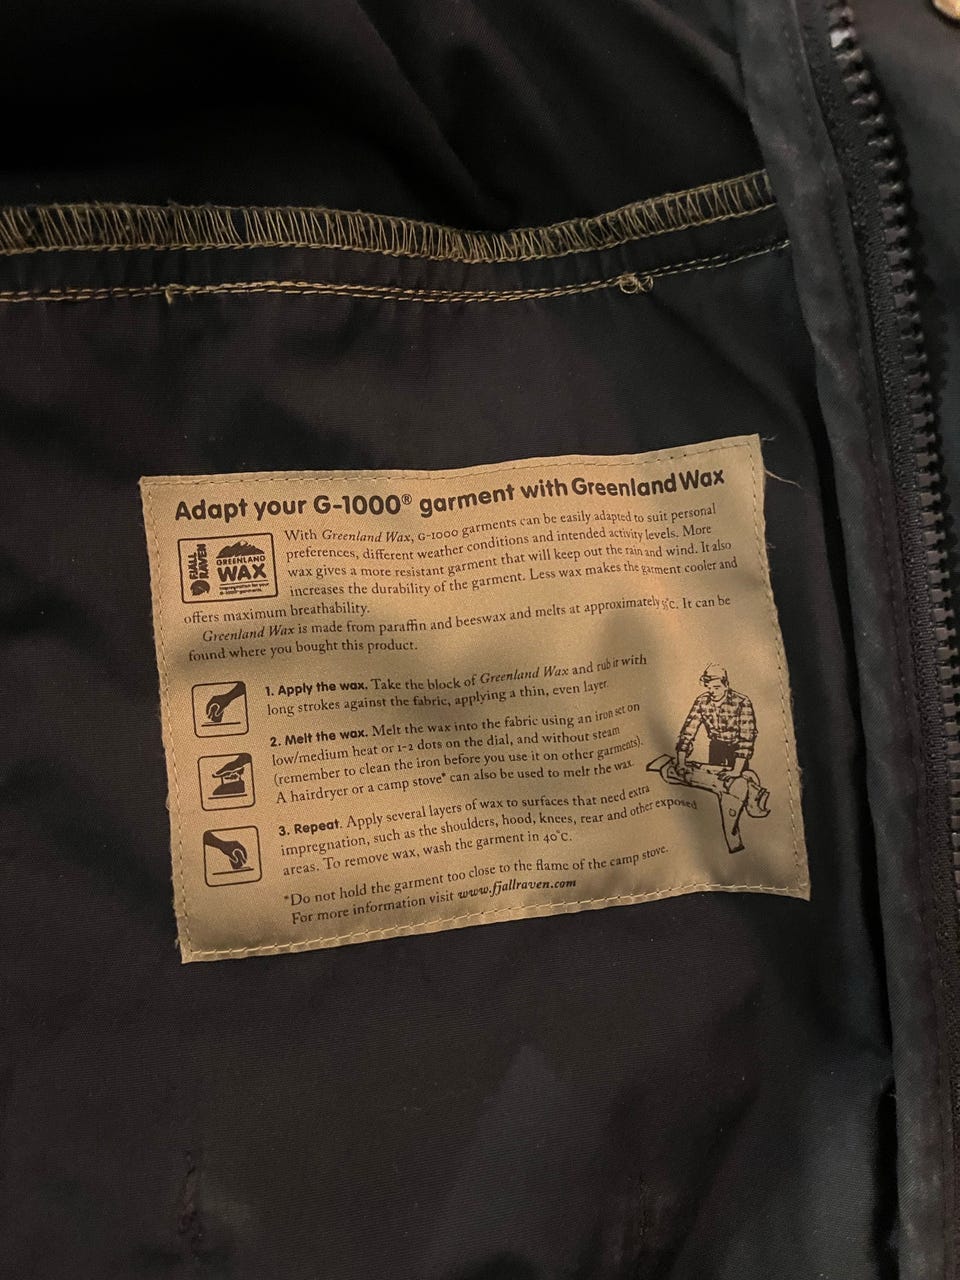 Adapt your G-1000® garment with Greenland Wax
FJALL
RAVEN
GREENLAND
WAX
With Greenland Wax, G-1000 garments can be easily adapted to suit personal
preferences, different weather conditions and intended activity levels. More
wax gives a more resistant garment that will keep out the rain and wind. It also
increases the durability of the garment. Less wax makes the garment cooler and
offers maximum breathability.
Greenland Wax is made from paraffin and beeswax and melts at approximately It can be
found where you bought this product.
1. Apply the wax. Take the block of Greenland Wax and rub it with
long strokes against the fabric, applying a thin, even layer.
2. Melt the wax. Melt the wax into the fabric using an iron set on
low/medium heat or 1-2 dots on the dial, and without steam
(remember to clean the iron before you use it on other garments).
A hairdryer or a camp stove* can also be used to melt the wax.
3. Repeat. Apply several layers of wax to surfaces that need extra
impregnation, such as the shoulders, hood, knees, rear and other exposed
areas. To remove wax, wash the garment in 40°C.
*Do not hold the garment too close to the flame of the camp stove.
For more information visit www.fjallraven.com